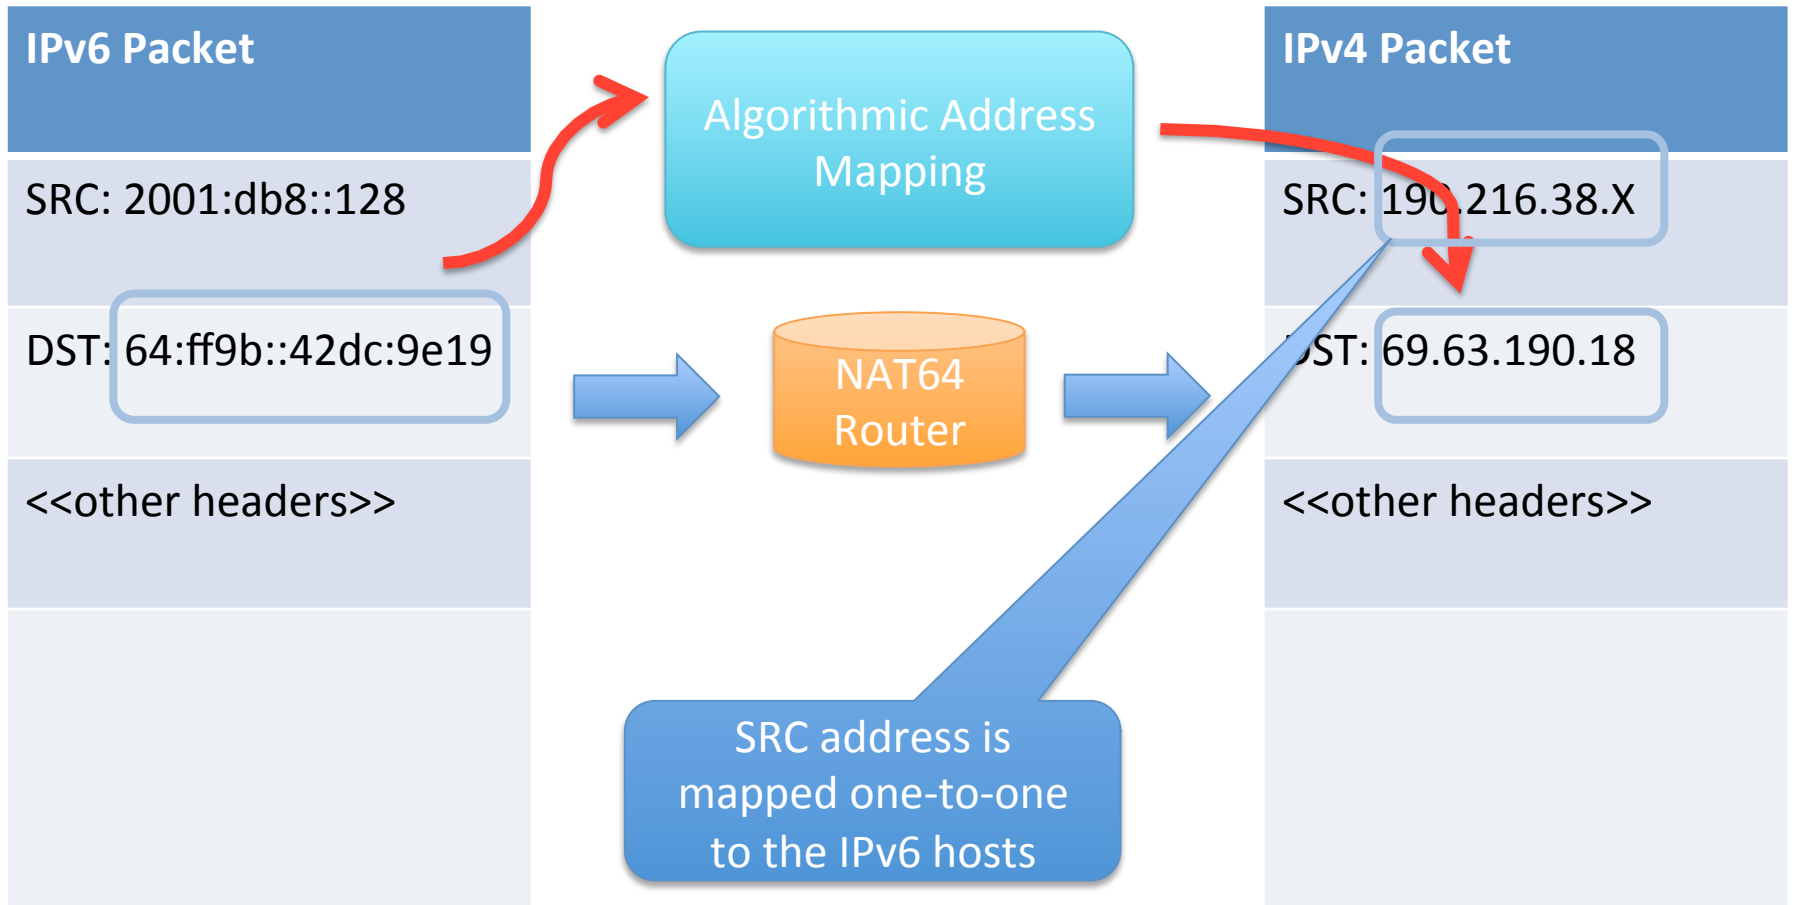 IPv6 Packet
SRC: 2001:db8::128
DST: 64:ff9b::42dc:9e19
<<other headers>>
Algorithmic Address
Mapping
NAT64
Router
SRC address is
mapped one-to-one
to the IPv6 hosts
IPv4 Packet
SRC: 190.216.38.X
DST: 69.63.190.18
<<other headers>>